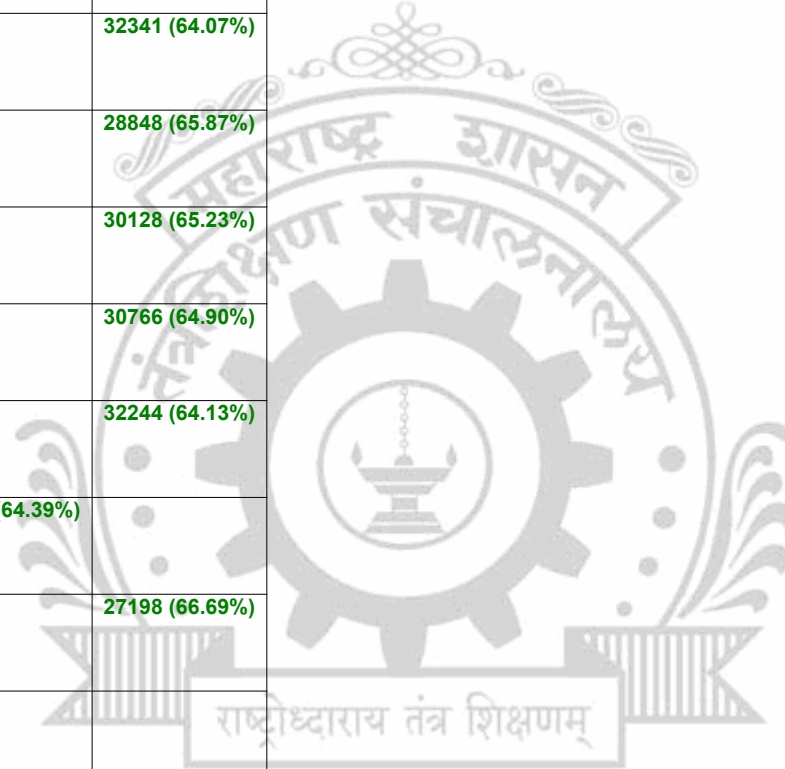 32341 (64.07%)
28848 (65.87%)
30128 (65.23%)
30766 (64.90%)
32244 (64.13%)
64.39%)
27198 (66.69%)
महाराष्ट्र शासन
तंत्रशिक्षण संचालनालय
राष्ट्रोध्दाराय तंत्र शिक्षणम्